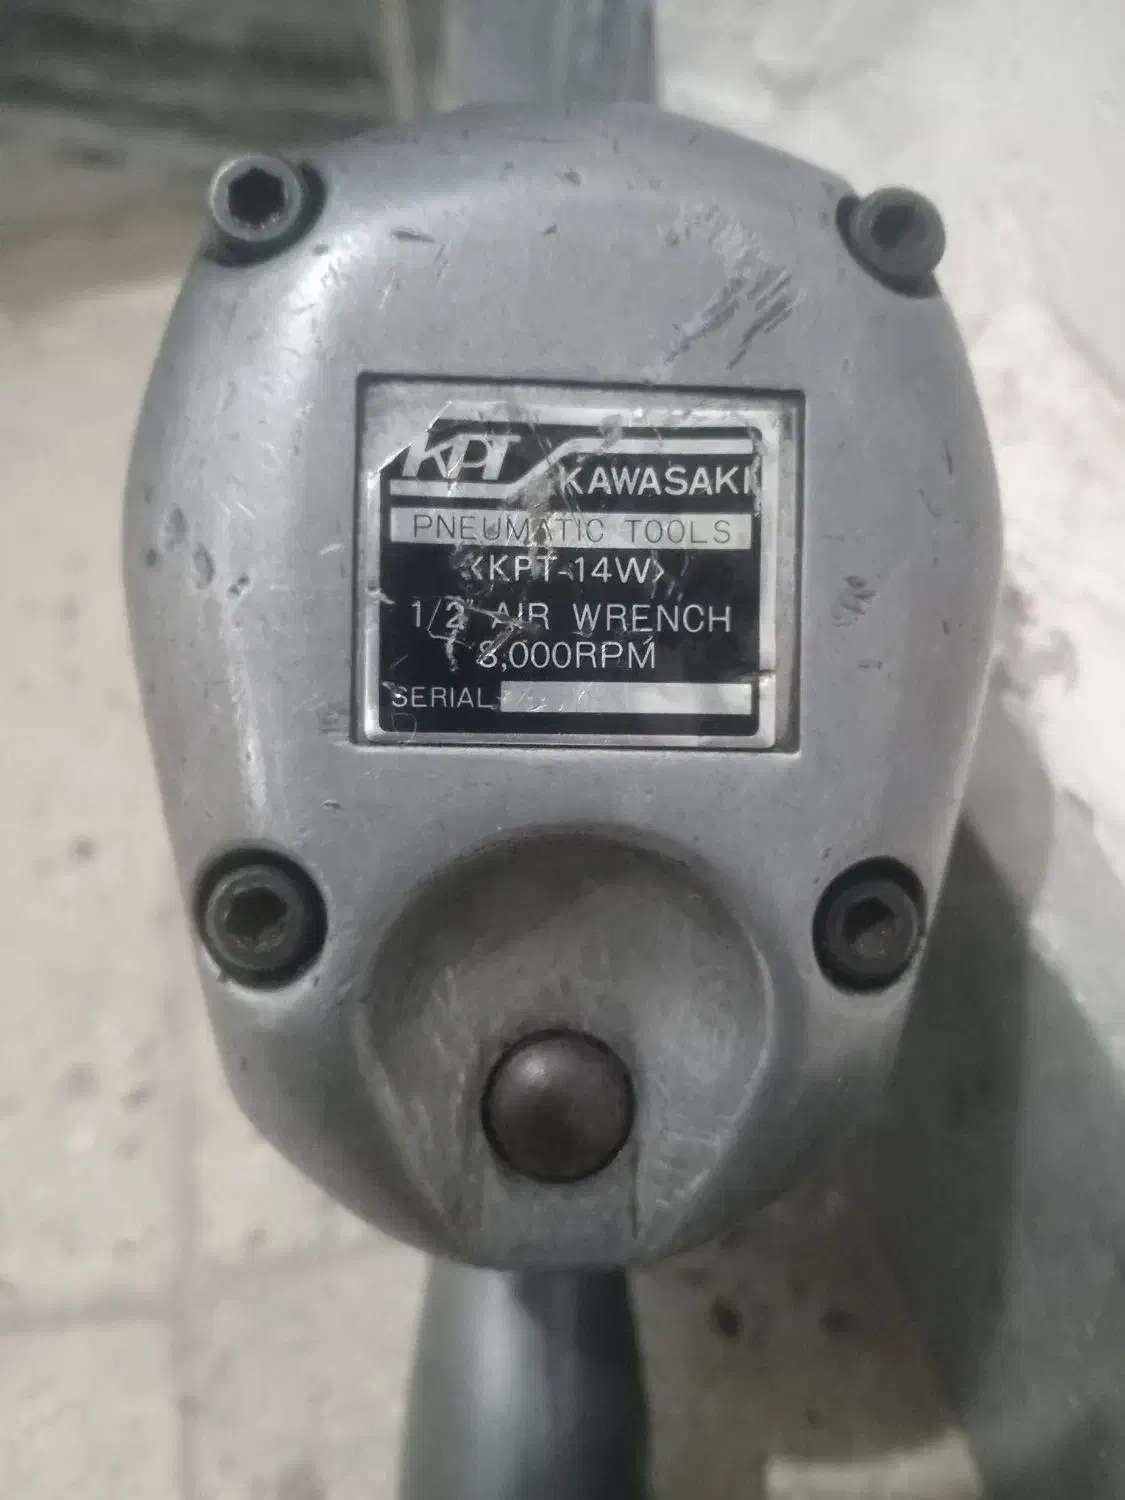 KPT
KAWASAKI
PNEUMATIC TOOLS
<KPT-14W>
1/2" AIR WRENCH
8,000RPM
SERIAL